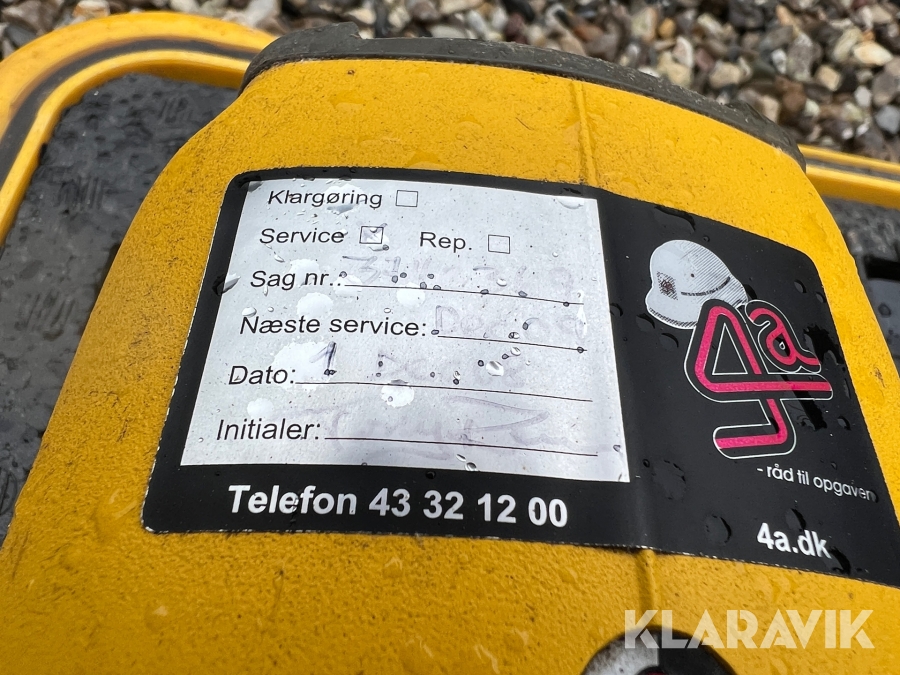 Klargøring
Service Rep.
Sag nr.:
Næste service:
Dato: 1
Initialer:
Telefon 43 32 12 00
4a
- råd til opgaven
4a.dk
KLARAVIK